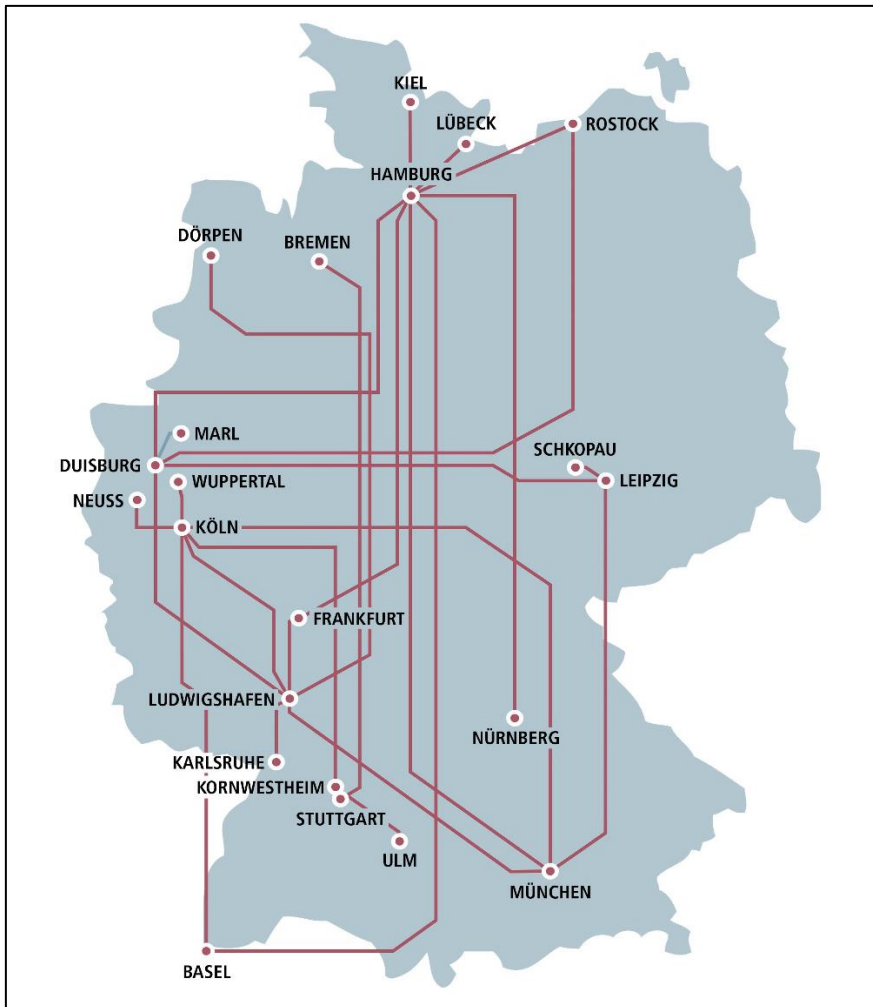 KIEL
LÜBECK
ROSTOCK
HAMBURG
DÖRPEN
BREMEN
MARL
SCHKOPAU
DUISBURG
WUPPERTAL
LEIPZIG
NEUSS
KÖLN
FRANKFURT
LUDWIGSHAFEN
NÜRNBERG
KARLSRUHE
KORNWESTHEIM
STUTTGART
ULM
MÜNCHEN
BASEL